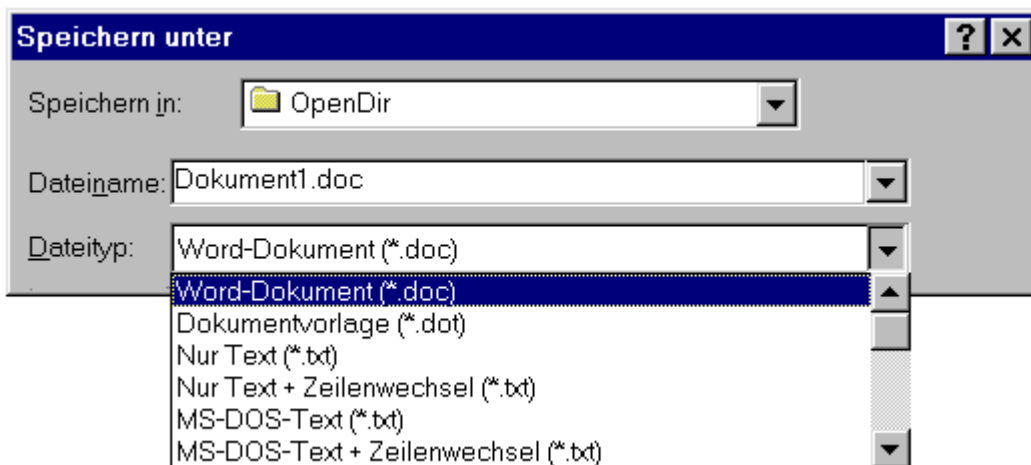 Speichern unter
Speichern in: OpenDir
Dateiname: Dokument1.doc
Dateityp: Word-Dokument (*.doc)
Word-Dokument (*.doc)
Dokumentvorlage (*.dot)
Nur Text (*.txt)
Nur Text + Zeilenwechsel (*.txt)
MS-DOS-Text (*.txt)
MS-DOS-Text + Zeilenwechsel (*.txt)